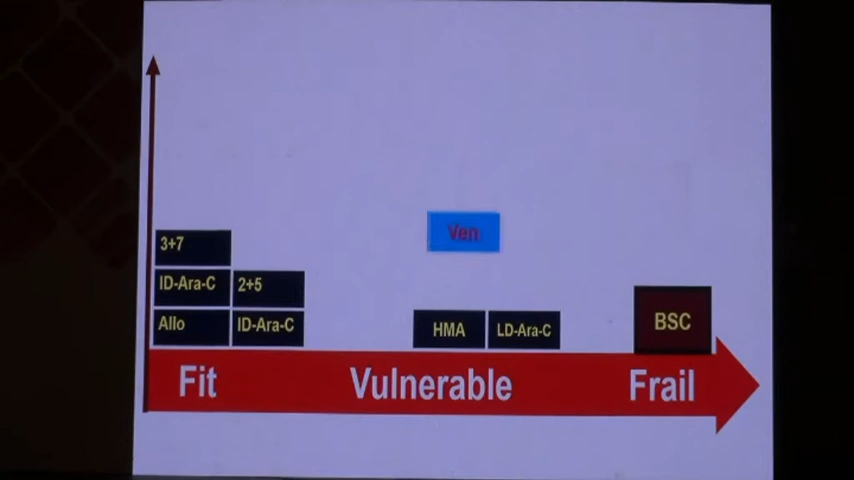 Ven
3+7
ID-Ara-C
2+5
Allo
ID-Ara-C
HMA
LD-Ara-C
BSC
Fit
Vulnerable
Frail